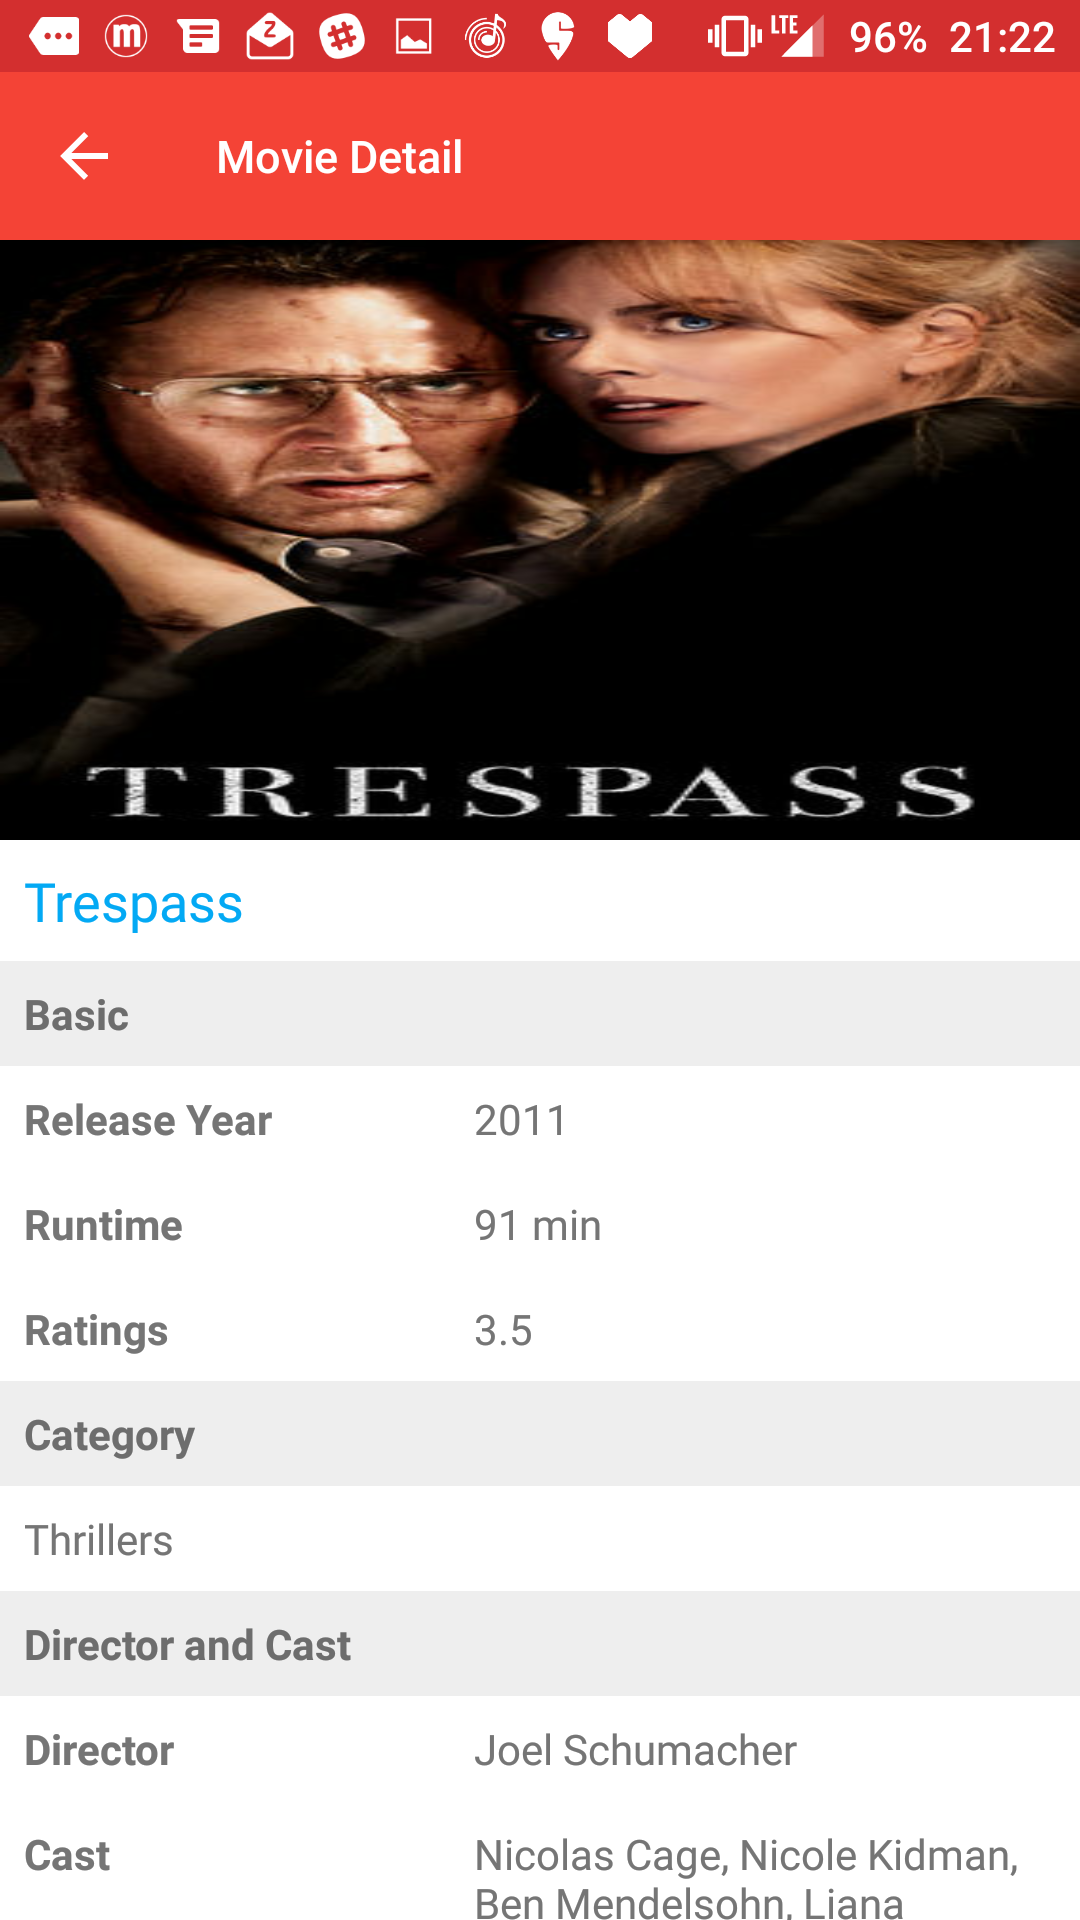 LTE 96% 21:22
Movie Detail
TRESPASS
Trespass
Basic
Release Year 2011
Runtime 91 min
Ratings 3.5
Category
Thrillers
Director and Cast
Director Joel Schumacher
Cast Nicolas Cage, Nicole Kidman,
Ben Mendelsohn, Liana